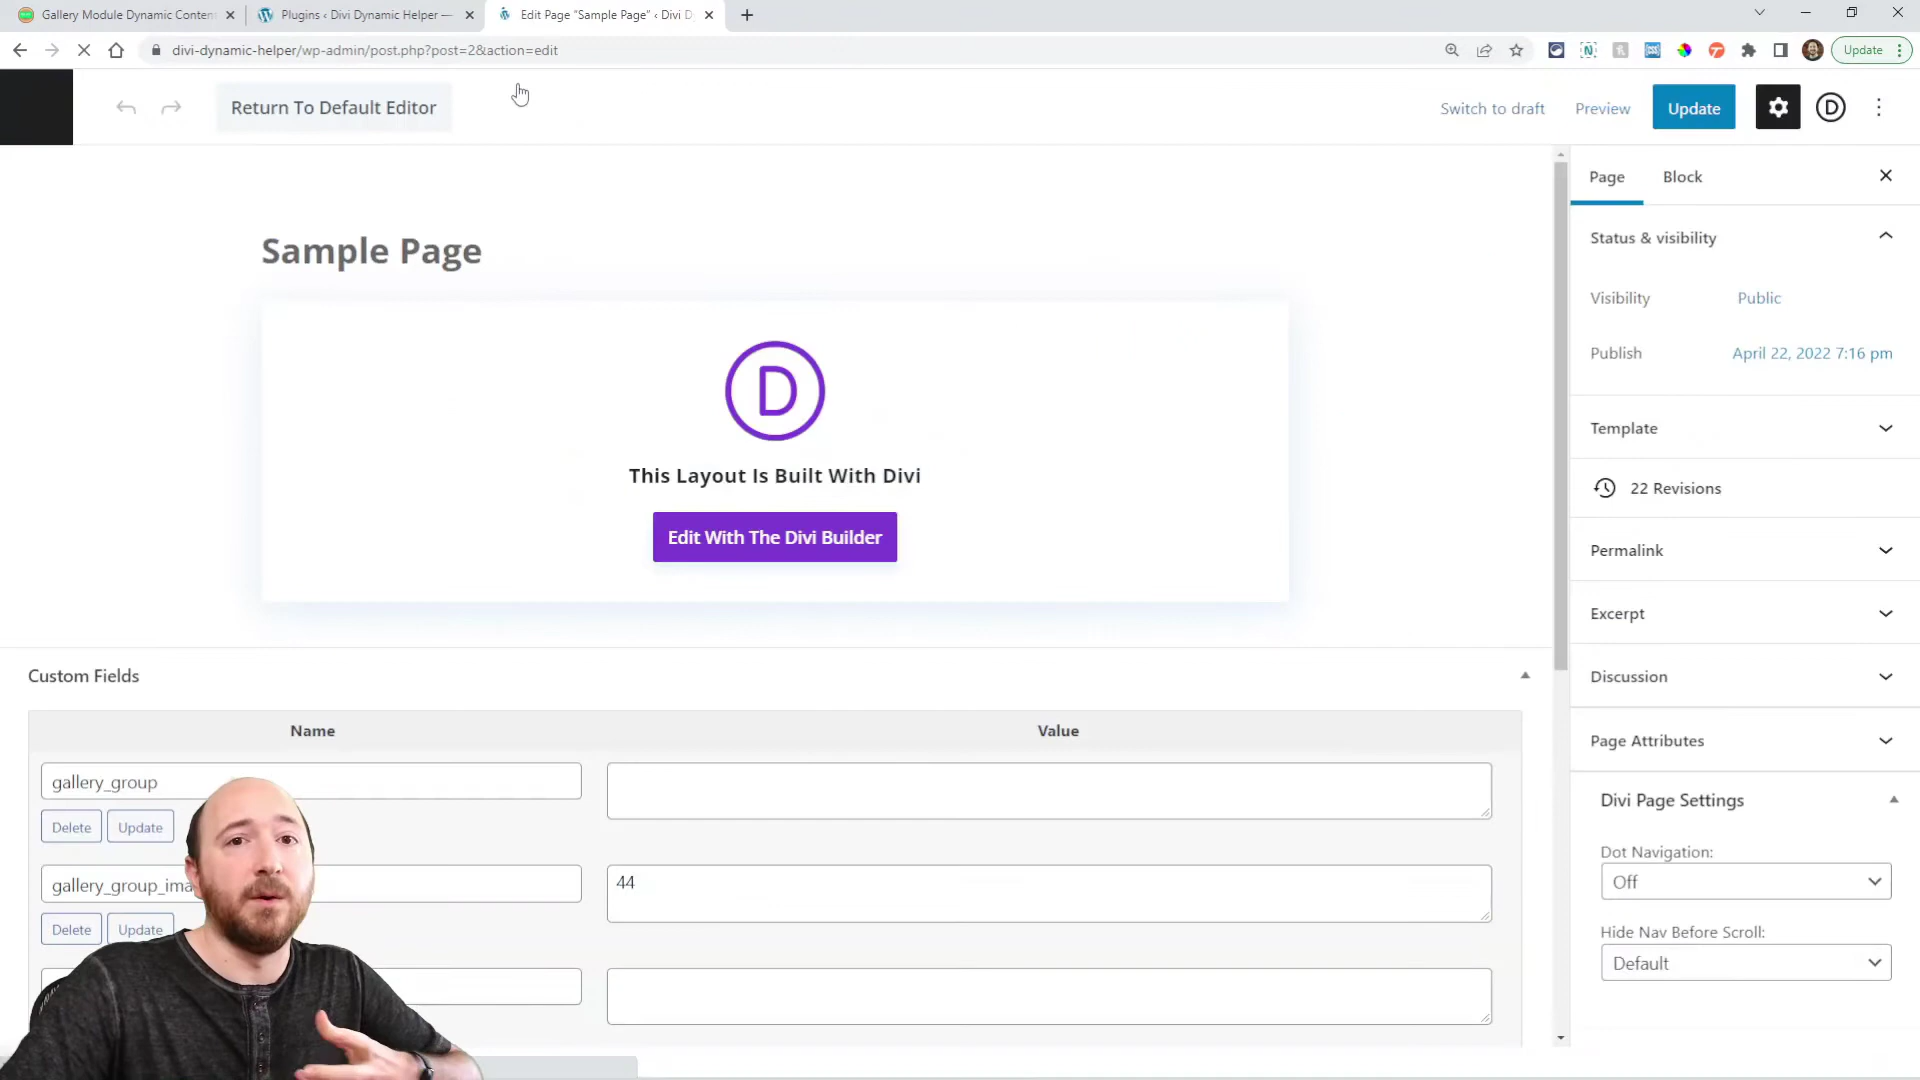 Gallery Module Dynamic Content
Plugins ‹ Divi Dynamic Helper —
Edit Page “Sample Page” ‹ Divi D
divi-dynamic-helper/wp-admin/post.php?post=2&action=edit
Update
Return To Default Editor
Switch to draft
Preview
Update
Page
Block
Status & visibility
Visibility
Public
Publish
April 22, 2022 7:16 pm
Template
22 Revisions
Permalink
Excerpt
Discussion
Page Attributes
Divi Page Settings
Dot Navigation:
Off
Hide Nav Before Scroll:
Default
Sample Page
D
This Layout Is Built With Divi
Edit With The Divi Builder
Custom Fields
Name
Value
gallery_group
Delete
Update
gallery_group_ima
44
Delete
Update